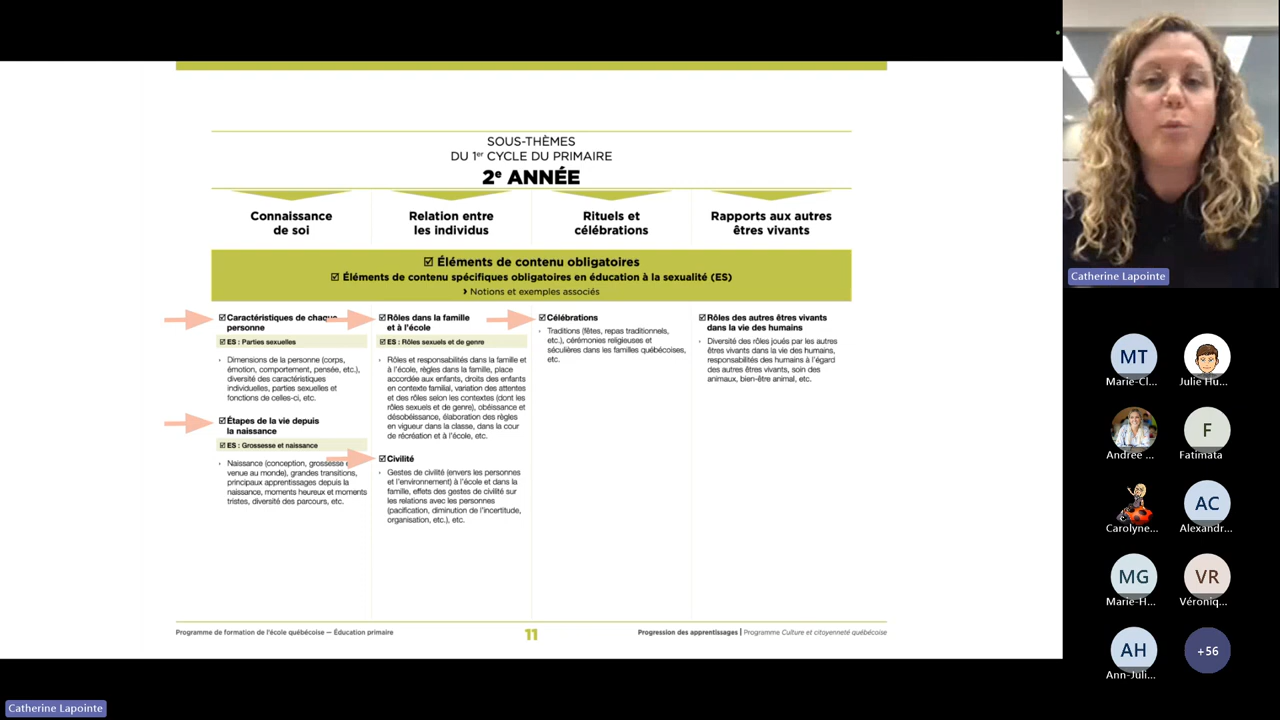 SOUS-THÈMES
DU 1er CYCLE DU PRIMAIRE
2e ANNÉE
Connaissance
de soi
Relation entre
les individus
Rituels et
célébrations
Rapports aux autres
êtres vivants
☑ Éléments de contenu obligatoires
☑ Éléments de contenu spécifiques obligatoires en éducation à la sexualité (ES)
› Notions et exemples associés
☑ Caractéristiques de chaque
personne
☑ ES : Parties sexuelles
› Dimensions de la personne (corps,
émotion, comportement, pensée, etc.),
diversité des caractéristiques
individuelles, parties sexuelles et
fonctions de celles-ci, etc.
☑ Étapes de la vie depuis
la naissance
☑ ES : Grossesse et naissance
› Naissance (conception, grossesse
venue au monde), grandes transitions,
principaux apprentissages depuis la
naissance, moments heureux et moments
tristes, diversité des parcours, etc.
☑ Rôles dans la famille
et à l'école
☑ ES : Rôles sexuels et de genre
› Rôles et responsabilités dans la famille et
à l'école, règles dans la famille, place
accordée aux enfants, droits des enfants
en contexte familial, variation des attentes
et des rôles selon les contextes (dont les
rôles sexuels et de genre), obéissance et
désobéissance, élaboration des règles
en vigueur dans la classe, dans la cour
de récréation et à l'école, etc.
☑ Civilité
› Gestes de civilité (envers les personnes
et l'environnement) à l'école et dans la
famille, effets des gestes de civilité sur
les relations avec les personnes
(pacification, diminution de l'incertitude,
organisation, etc.), etc.
☑ Célébrations
› Traditions (fêtes, repas traditionnels,
etc.), cérémonies religieuses et
séculières dans les familles québécoises,
etc.
☑ Rôles des autres êtres vivants
dans la vie des humains
› Diversité des rôles joués par les autres
êtres vivants dans la vie des humains,
responsabilités des humains à l'égard
des autres êtres vivants, soin des
animaux, bien-être animal, etc.
Programme de formation de l'école québécoise — Éducation primaire
11
Progression des apprentissages | Programme Culture et citoyenneté québécoise
Catherine Lapointe
MT
Marie-Cl...
Julie Hu...
Andrée ...
F
Fatimata
Carolyne...
AC
Alexandr...
MG
Marie-H...
VR
Véroniq...
AH
Ann-Juli...
+56
Catherine Lapointe